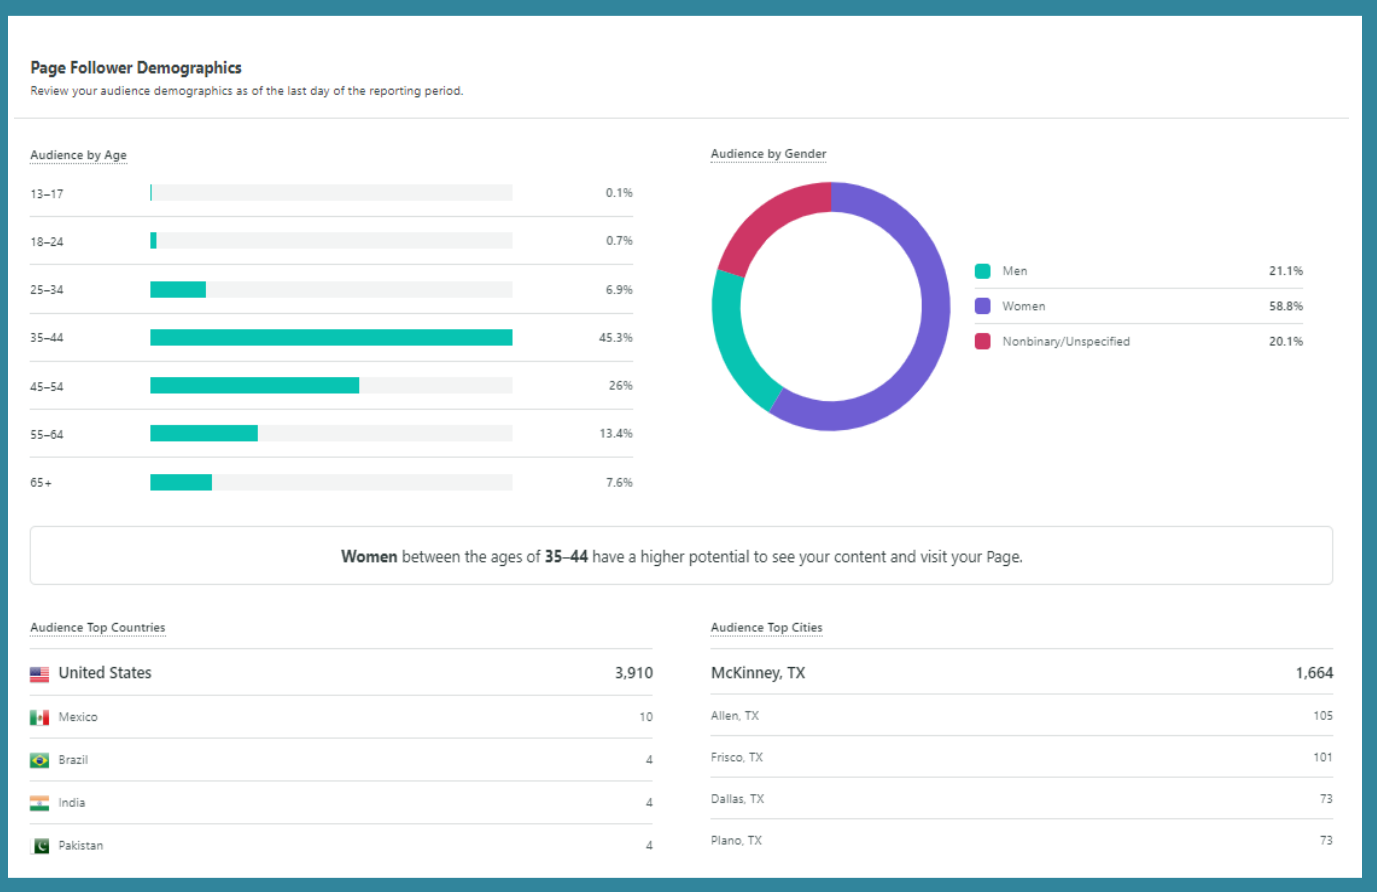 Page Follower Demographics
Review your audience demographics as of the last day of the reporting period.
Audience by Age
13–17 0.1%
18–24 0.7%
25–34 6.9%
35–44 45.3%
45–54 26%
55–64 13.4%
65+ 7.6%
Audience by Gender
Men 21.1%
Women 58.8%
Nonbinary/Unspecified 20.1%
Women between the ages of 35–44 have a higher potential to see your content and visit your Page.
Audience Top Countries
United States 3,910
Mexico 10
Brazil 4
India 4
Pakistan 4
Audience Top Cities
McKinney, TX 1,664
Allen, TX 105
Frisco, TX 101
Dallas, TX 73
Plano, TX 73